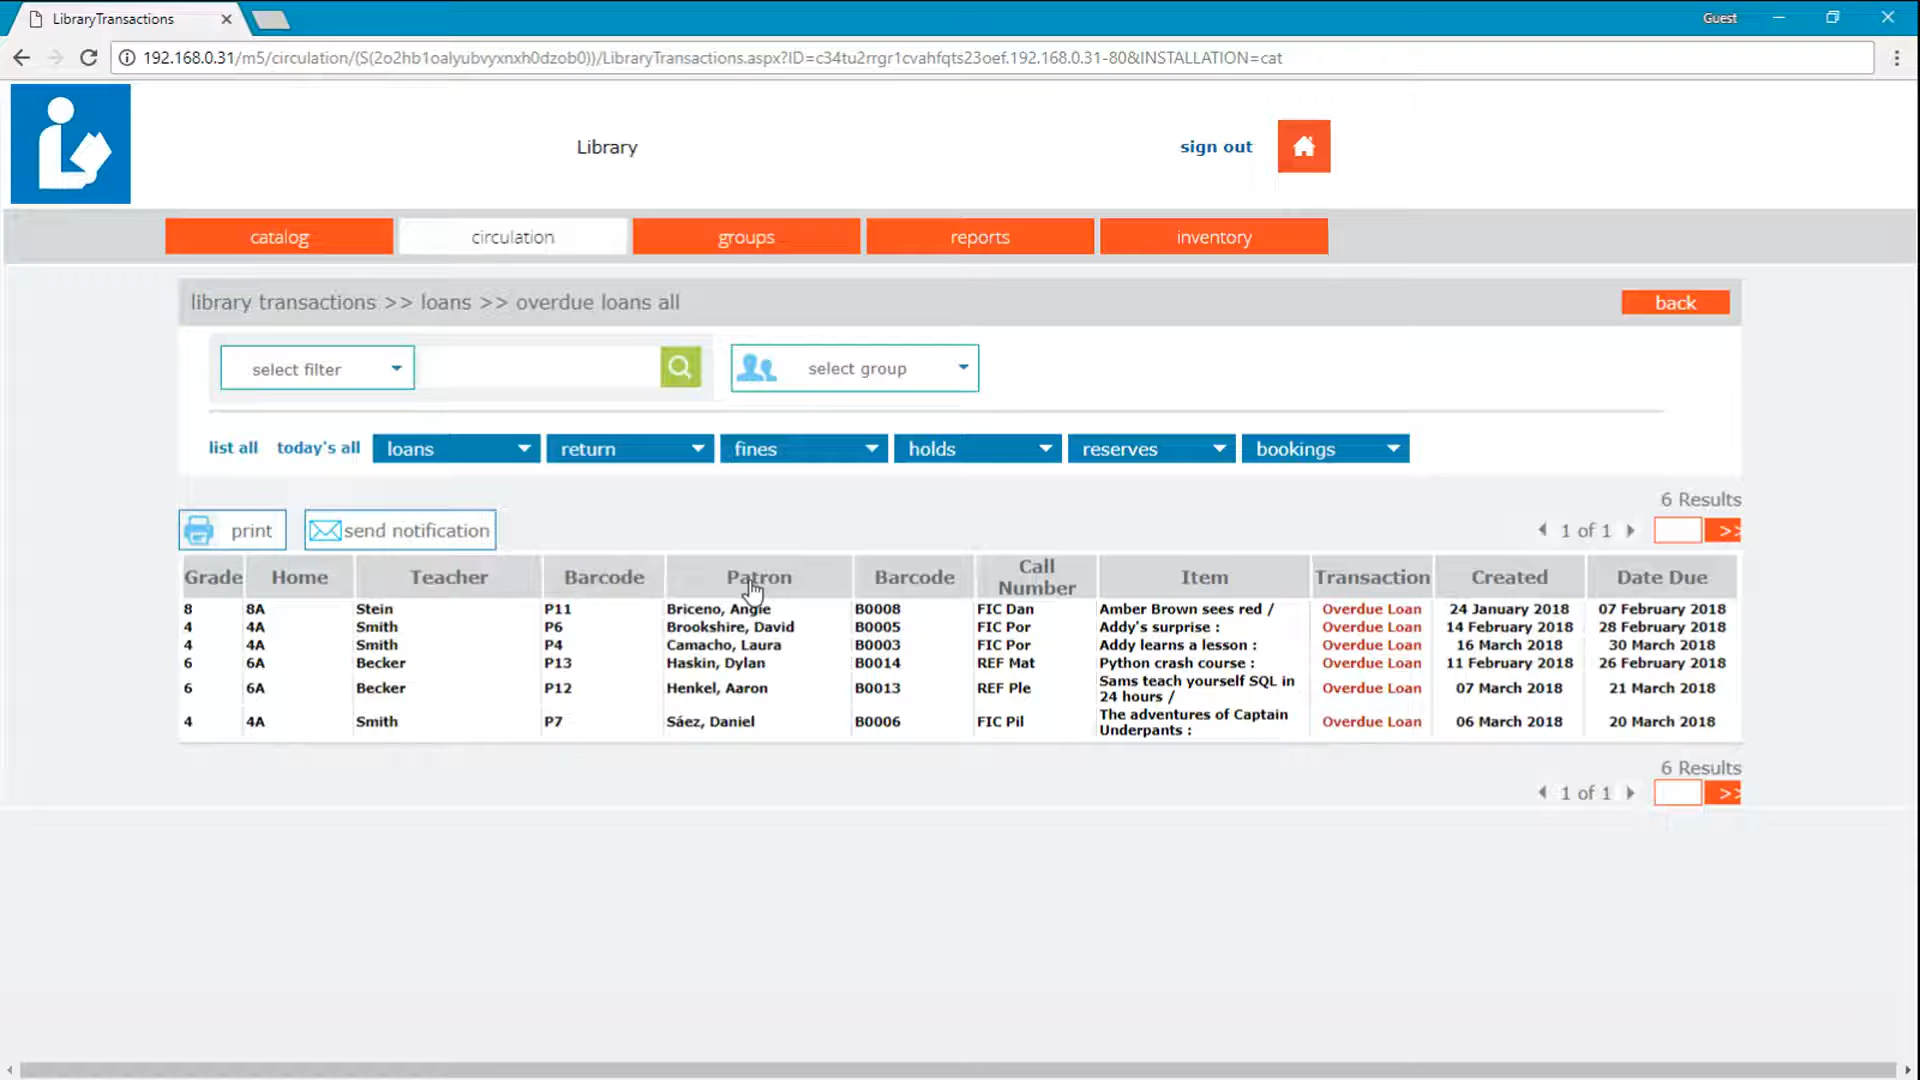 LibraryTransactions
Guest
192.168.0.31/m5/circulation/(S(2o2hb1oalyubvyxnxh0dzob0))/LibraryTransactions.aspx?ID=c34tu2rrgr1cvahfqts23oef.192.168.0.31-80&INSTALLATION=cat
Library
sign out
catalog circulation groups reports inventory
library transactions >> loans >> overdue loans all
back
select filter
select group
list all today's all loans return fines holds reserves bookings
6 Results
print send notification
1 of 1 >>
Grade Home Teacher Barcode Patron Barcode Call Number Item Transaction Created Date Due
8 8A Stein P11 Briceno, Angie B0008 FIC Dan Amber Brown sees red / Overdue Loan 24 January 2018 07 February 2018
4 4A Smith P6 Brookshire, David B0005 FIC Por Addy's surprise : Overdue Loan 14 February 2018 28 February 2018
4 4A Smith P4 Camacho, Laura B0003 FIC Por Addy learns a lesson : Overdue Loan 16 March 2018 30 March 2018
6 6A Becker P13 Haskin, Dylan B0014 REF Mat Python crash course : Overdue Loan 11 February 2018 26 February 2018
6 6A Becker P12 Henkel, Aaron B0013 REF Ple Sams teach yourself SQL in 24 hours / Overdue Loan 07 March 2018 21 March 2018
4 4A Smith P7 Sáez, Daniel B0006 FIC Pil The adventures of Captain Underpants : Overdue Loan 06 March 2018 20 March 2018
6 Results
1 of 1 >>